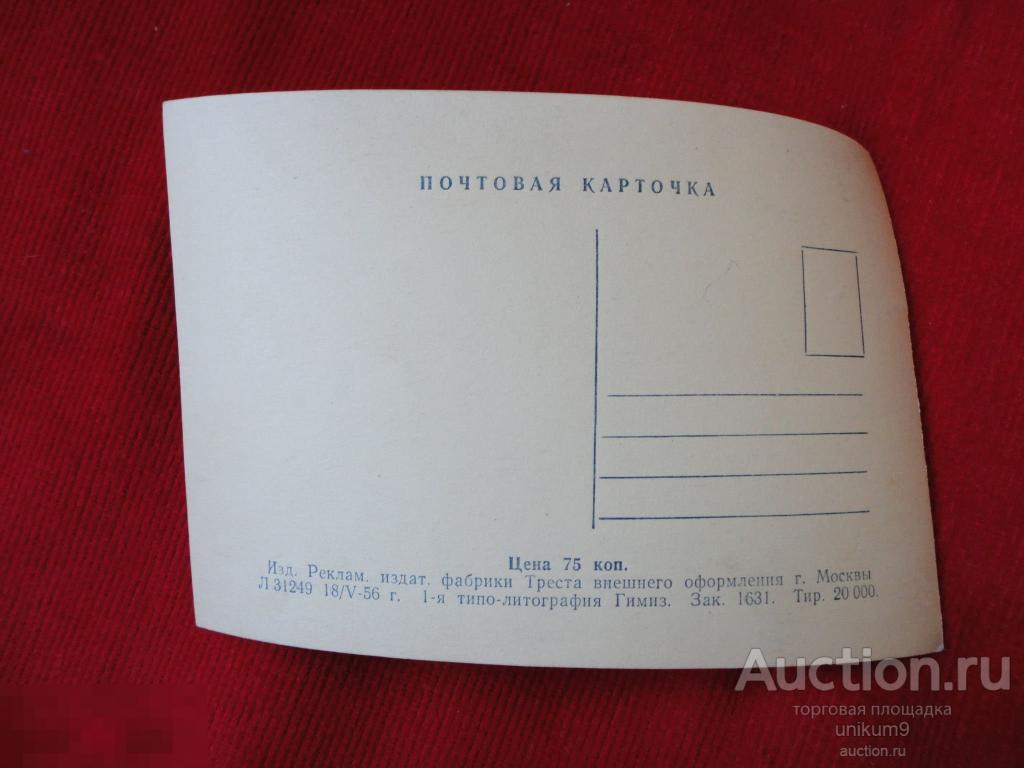 ПОЧТОВАЯ КАРТОЧКА
Цена 75 коп.
Изд. Реклам. издат. фабрики Треста внешнего оформления г. Москвы
Л 31249 18/V-56 г. 1-я типо-литография Гимиз. Зак. 1631. Тир. 20 000.
Auction.ru
торговая площадка
unikum9
auction.ru